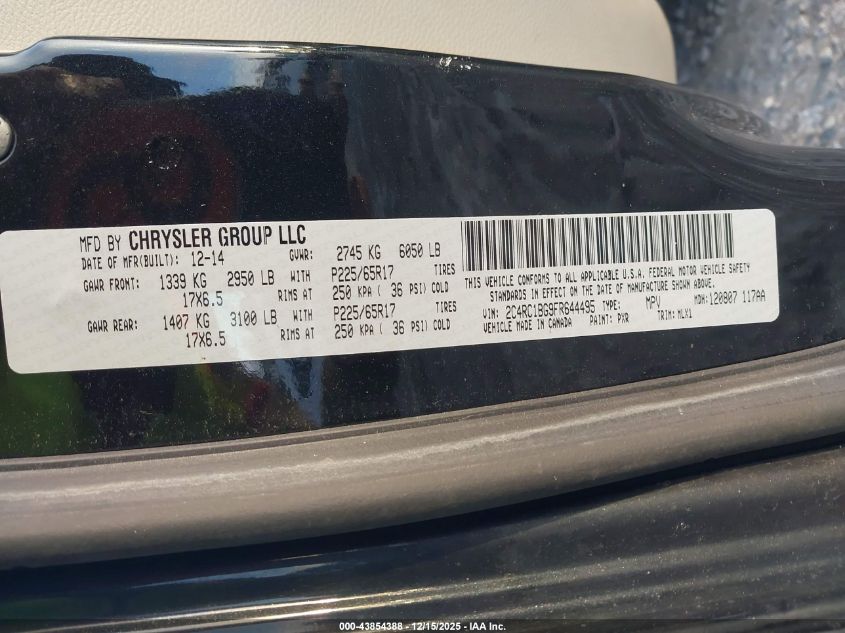 MFD BY CHRYSLER GROUP LLC
DATE OF MFR(BUILT): 12-14 GVWR: 2745 KG 6050 LB
GAWR FRONT: 1339 KG 2950 LB WITH P225/65R17 TIRES
17X6.5 RIMS AT 250 KPA ( 36 PSI) COLD
GAWR REAR: 1407 KG 3100 LB WITH P225/65R17 TIRES
17X6.5 RIMS AT 250 KPA ( 36 PSI) COLD
THIS VEHICLE CONFORMS TO ALL APPLICABLE U.S.A. FEDERAL MOTOR VEHICLE SAFETY
STANDARDS IN EFFECT ON THE DATE OF MANUFACTURE SHOWN ABOVE.
VIN: 2C4RC1BG9FR644495 TYPE: MPV MDH: 120807 117AA
VEHICLE MADE IN CANADA PAINT: PXR TRIM: MLX1
000-43854388 - 12/15/2025 - IAA Inc.